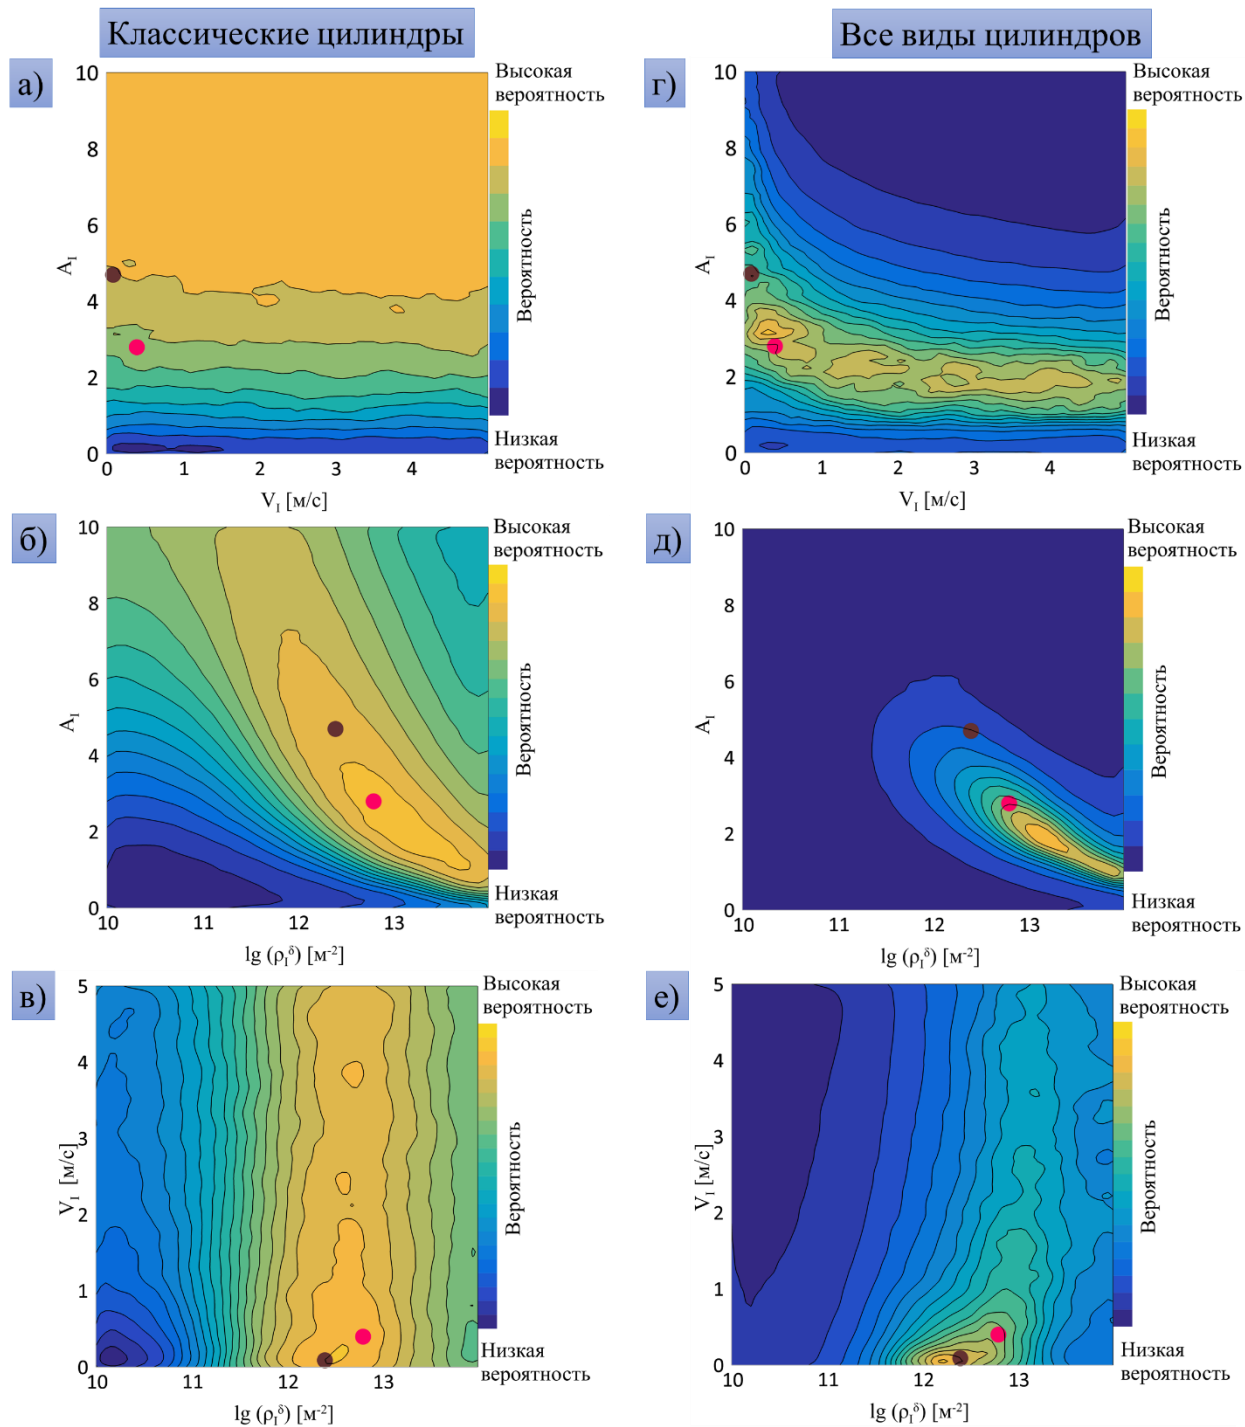 Классические цилиндры
Все виды цилиндров
а)
10
8
6
4
2
0
A_I
0 1 2 3 4
V_I [м/с]
Высокая
вероятность
Вероятность
Низкая
вероятность
г)
10
8
6
4
2
0
A_I
0 1 2 3 4
V_I [м/с]
Высокая
вероятность
Вероятность
Низкая
вероятность
б)
10
8
6
4
2
0
A_I
10 11 12 13
lg (ρ_I^δ) [м⁻²]
Высокая
вероятность
Вероятность
Низкая
вероятность
д)
10
8
6
4
2
0
A_I
10 11 12 13
lg (ρ_I^δ) [м⁻²]
Высокая
вероятность
Вероятность
Низкая
вероятность
в)
5
4
3
2
1
0
V_I [м/с]
10 11 12 13
lg (ρ_I^δ) [м⁻²]
Высокая
вероятность
Вероятность
Низкая
вероятность
е)
5
4
3
2
1
0
V_I [м/с]
10 11 12 13
lg (ρ_I^δ) [м⁻²]
Высокая
вероятность
Вероятность
Низкая
вероятность